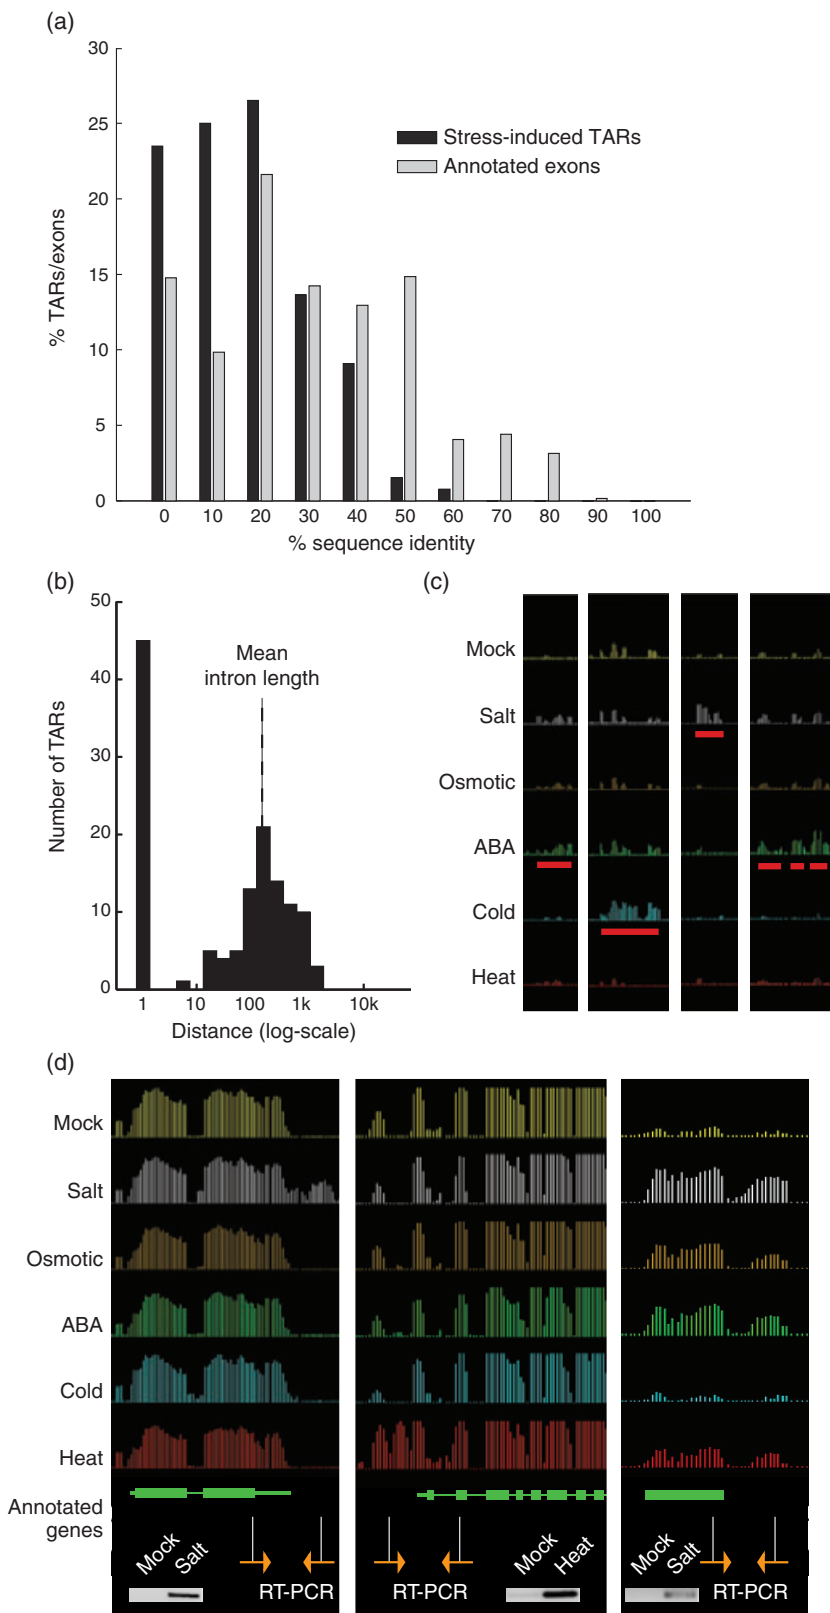 (a)
30
25
20
15
10
5
0
% TARs/exons
Stress-induced TARs
Annotated exons
0 10 20 30 40 50 60 70 80 90 100
% sequence identity
(b)
50
40
30
20
10
0
Number of TARs
Mean
intron length
1 10 100 1k 10k
Distance (log-scale)
(c)
Mock
Salt
Osmotic
ABA
Cold
Heat
(d)
Mock
Salt
Osmotic
ABA
Cold
Heat
Annotated
genes
Mock Salt
RT-PCR
RT-PCR
Mock Heat
Mock Salt
RT-PCR